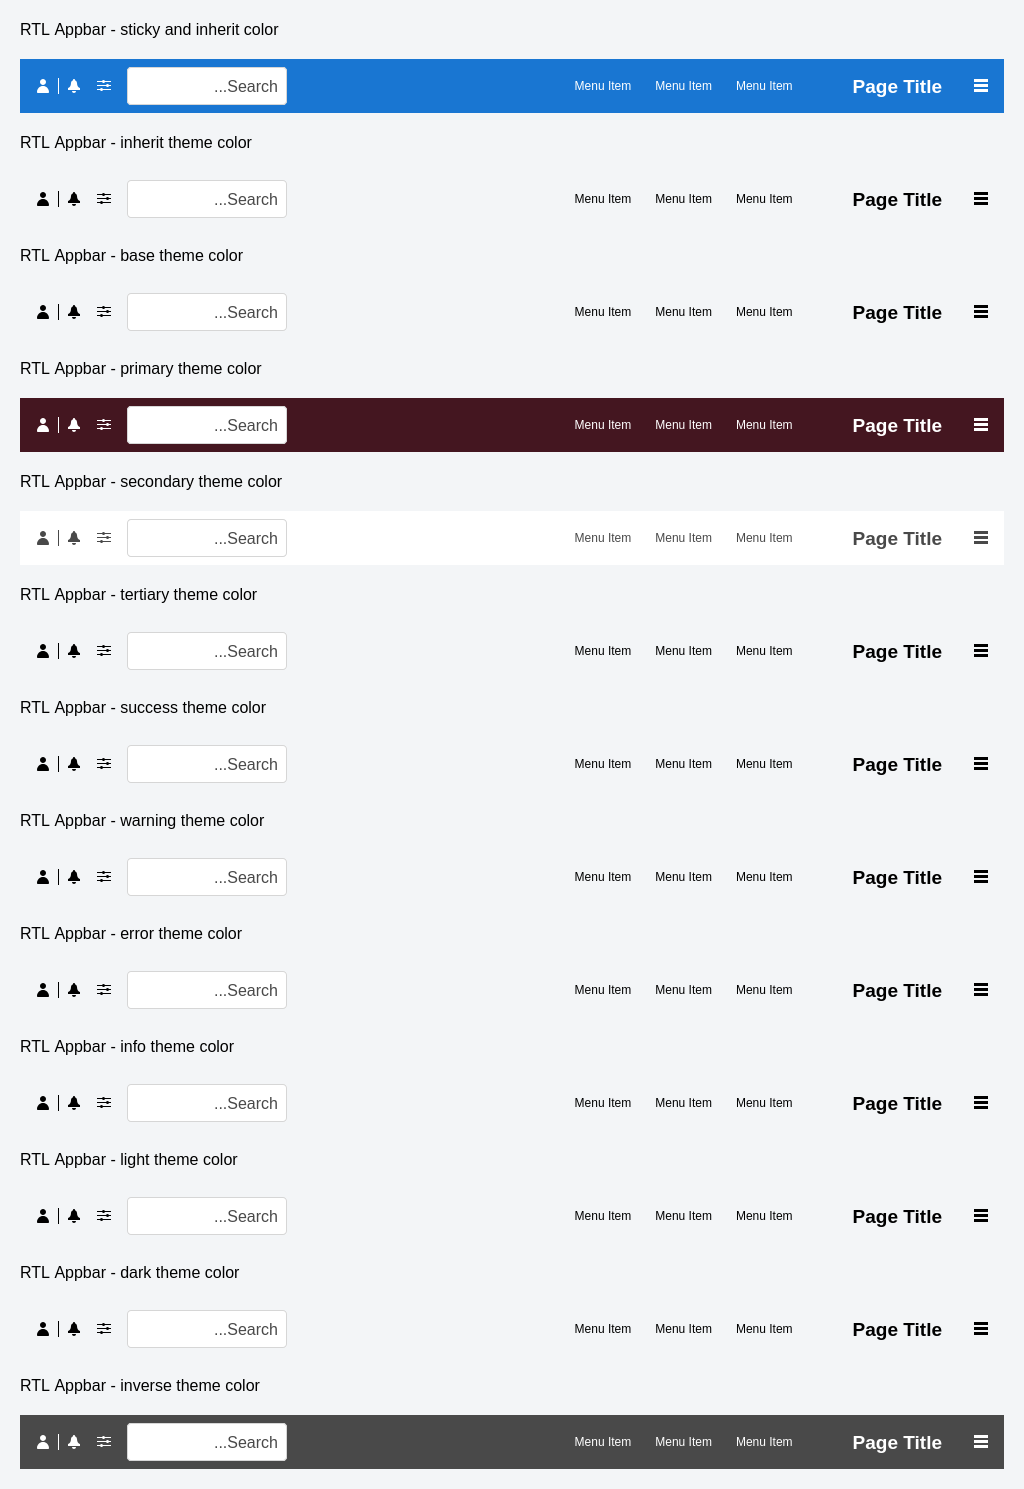 RTL Appbar - sticky and inherit color
...Search Menu Item Menu Item Menu Item Page Title
RTL Appbar - inherit theme color
...Search Menu Item Menu Item Menu Item Page Title
RTL Appbar - base theme color
...Search Menu Item Menu Item Menu Item Page Title
RTL Appbar - primary theme color
...Search Menu Item Menu Item Menu Item Page Title
RTL Appbar - secondary theme color
...Search Menu Item Menu Item Menu Item Page Title
RTL Appbar - tertiary theme color
...Search Menu Item Menu Item Menu Item Page Title
RTL Appbar - success theme color
...Search Menu Item Menu Item Menu Item Page Title
RTL Appbar - warning theme color
...Search Menu Item Menu Item Menu Item Page Title
RTL Appbar - error theme color
...Search Menu Item Menu Item Menu Item Page Title
RTL Appbar - info theme color
...Search Menu Item Menu Item Menu Item Page Title
RTL Appbar - light theme color
...Search Menu Item Menu Item Menu Item Page Title
RTL Appbar - dark theme color
...Search Menu Item Menu Item Menu Item Page Title
RTL Appbar - inverse theme color
...Search Menu Item Menu Item Menu Item Page Title